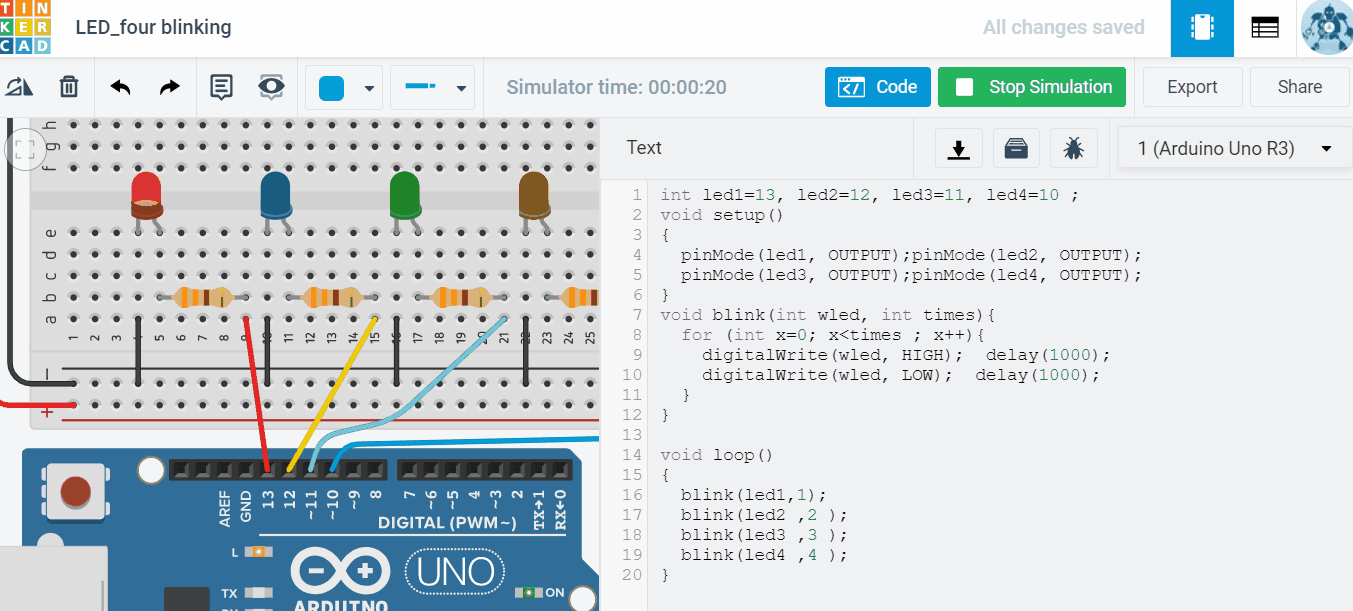 TIN
KER
CAD
LED_four blinking
All changes saved
Simulator time: 00:00:20
Code
Stop Simulation
Export
Share
Text
1 (Arduino Uno R3)
1 int led1=13, led2=12, led3=11, led4=10 ;
2 void setup()
3 {
4 pinMode(led1, OUTPUT);pinMode(led2, OUTPUT);
5 pinMode(led3, OUTPUT);pinMode(led4, OUTPUT);
6 }
7 void blink(int wled, int times){
8 for (int x=0; x<times ; x++){
9 digitalWrite(wled, HIGH); delay(1000);
10 digitalWrite(wled, LOW); delay(1000);
11 }
12 }
13
14 void loop()
15 {
16 blink(led1,1);
17 blink(led2 ,2 );
18 blink(led3 ,3 );
19 blink(led4 ,4 );
20 }
h
g
f
e
d
c
b
a
1 2 3 5 6 7 8 9 11 12 13 14 15 17 18 19 20 21 23 24 25
AREF GND 13 12 ~11 ~10 ~9 8 7 ~6 ~5 4 ~3 2 TX→1 RX←0
DIGITAL (PWM~)
L
UNO
TX
ON
ARDUINO